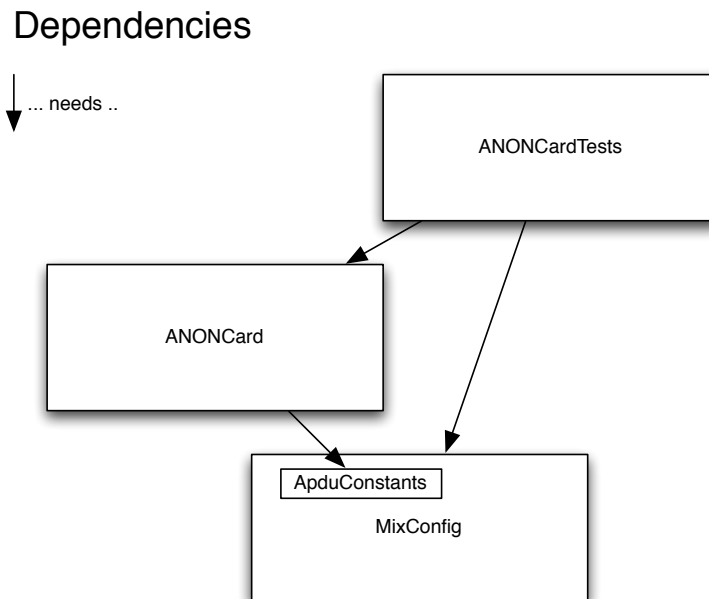 Dependencies
... needs ..
ANONCardTests
ANONCard
ApduConstants
MixConfig